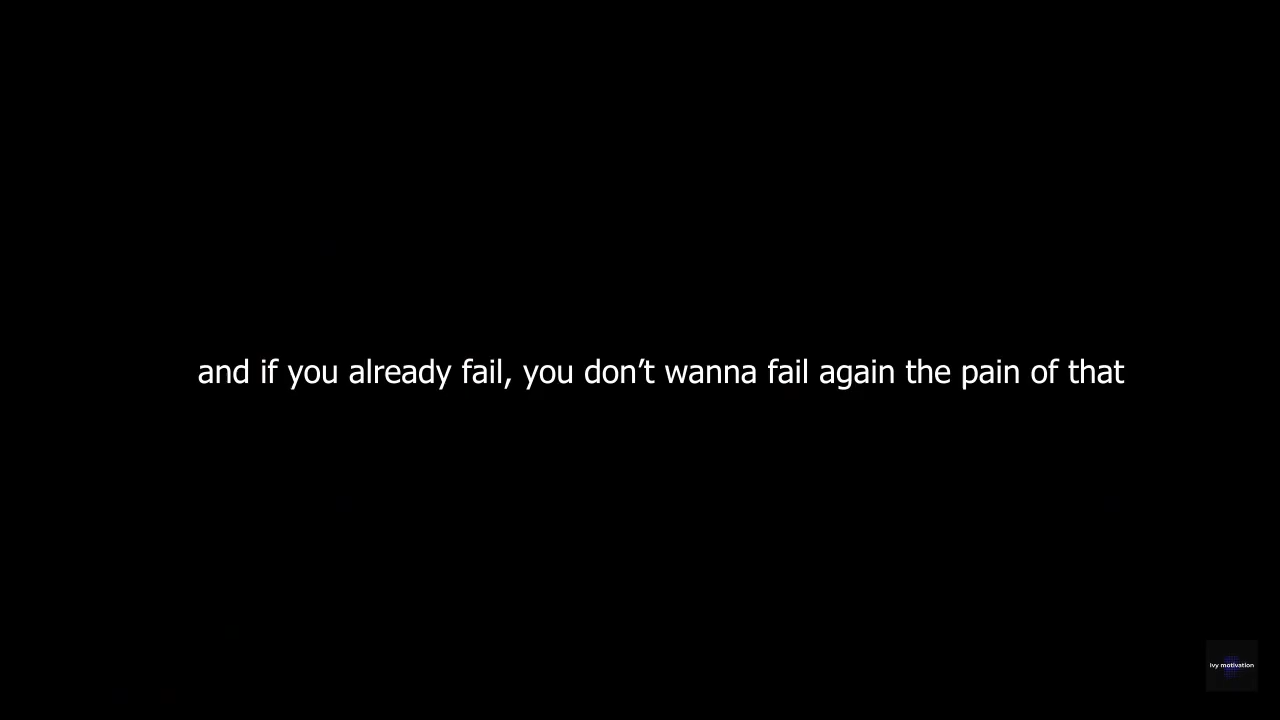 and if you already fail, you don’t wanna fail again the pain of that
ivy motivation